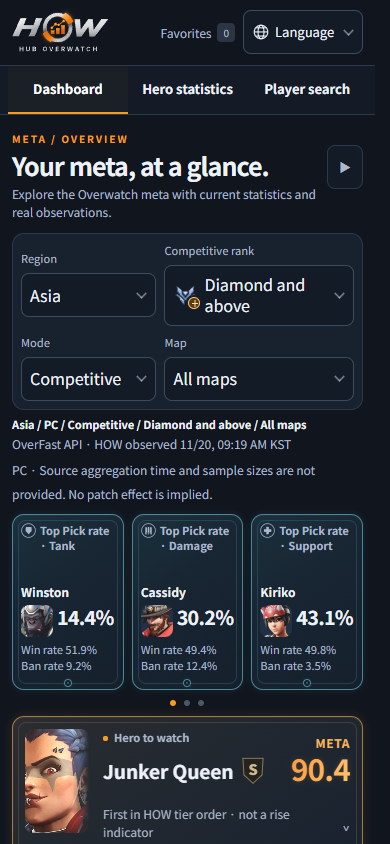 HOW
HUB OVERWATCH
Favorites 0
Language
Dashboard
Hero statistics
Player search
META / OVERVIEW
Your meta, at a glance.
Explore the Overwatch meta with current statistics and
real observations.
Region
Asia
Competitive rank
Diamond and
above
Mode
Competitive
Map
All maps
Asia / PC / Competitive / Diamond and above / All maps
OverFast API · HOW observed 11/20, 09:19 AM KST
PC · Source aggregation time and sample sizes are not
provided. No patch effect is implied.
Top Pick rate
· Tank
Winston
14.4%
Win rate 51.9%
Ban rate 9.2%
Top Pick rate
· Damage
Cassidy
30.2%
Win rate 49.4%
Ban rate 12.4%
Top Pick rate
· Support
Kiriko
43.1%
Win rate 49.8%
Ban rate 3.5%
Hero to watch
Junker Queen S
META
90.4
First in HOW tier order · not a rise
indicator